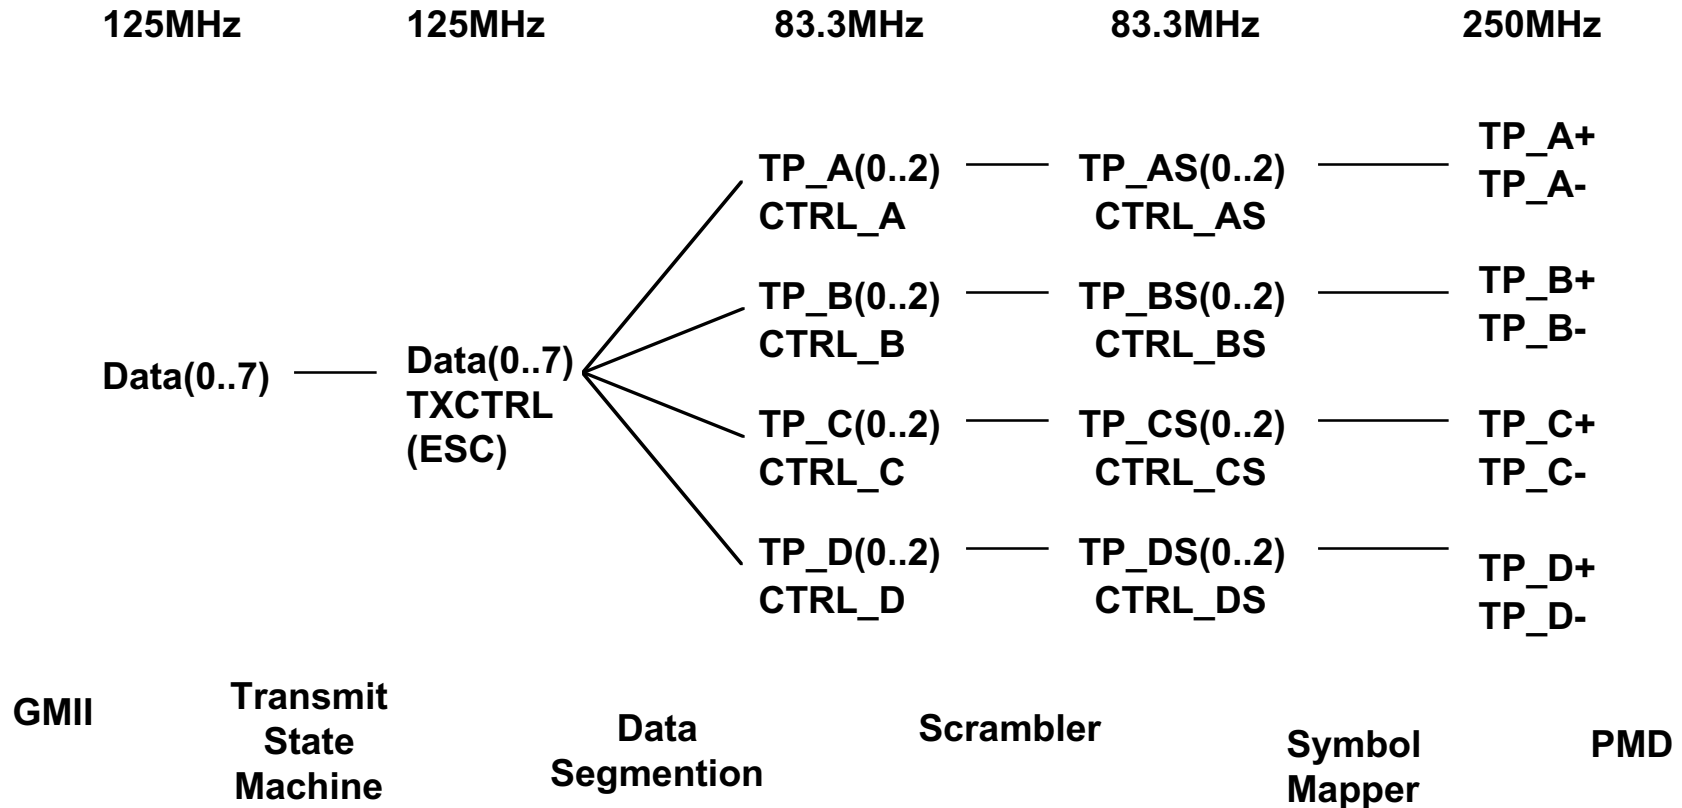 125MHz 125MHz 83.3MHz 83.3MHz 250MHz
Data(0..7)
Data(0..7)
TXCTRL
(ESC)
TP_A(0..2)
CTRL_A
TP_B(0..2)
CTRL_B
TP_C(0..2)
CTRL_C
TP_D(0..2)
CTRL_D
TP_AS(0..2)
CTRL_AS
TP_BS(0..2)
CTRL_BS
TP_CS(0..2)
CTRL_CS
TP_DS(0..2)
CTRL_DS
TP_A+
TP_A-
TP_B+
TP_B-
TP_C+
TP_C-
TP_D+
TP_D-
GMII
Transmit
State
Machine
Data
Segmention
Scrambler
Symbol
Mapper
PMD